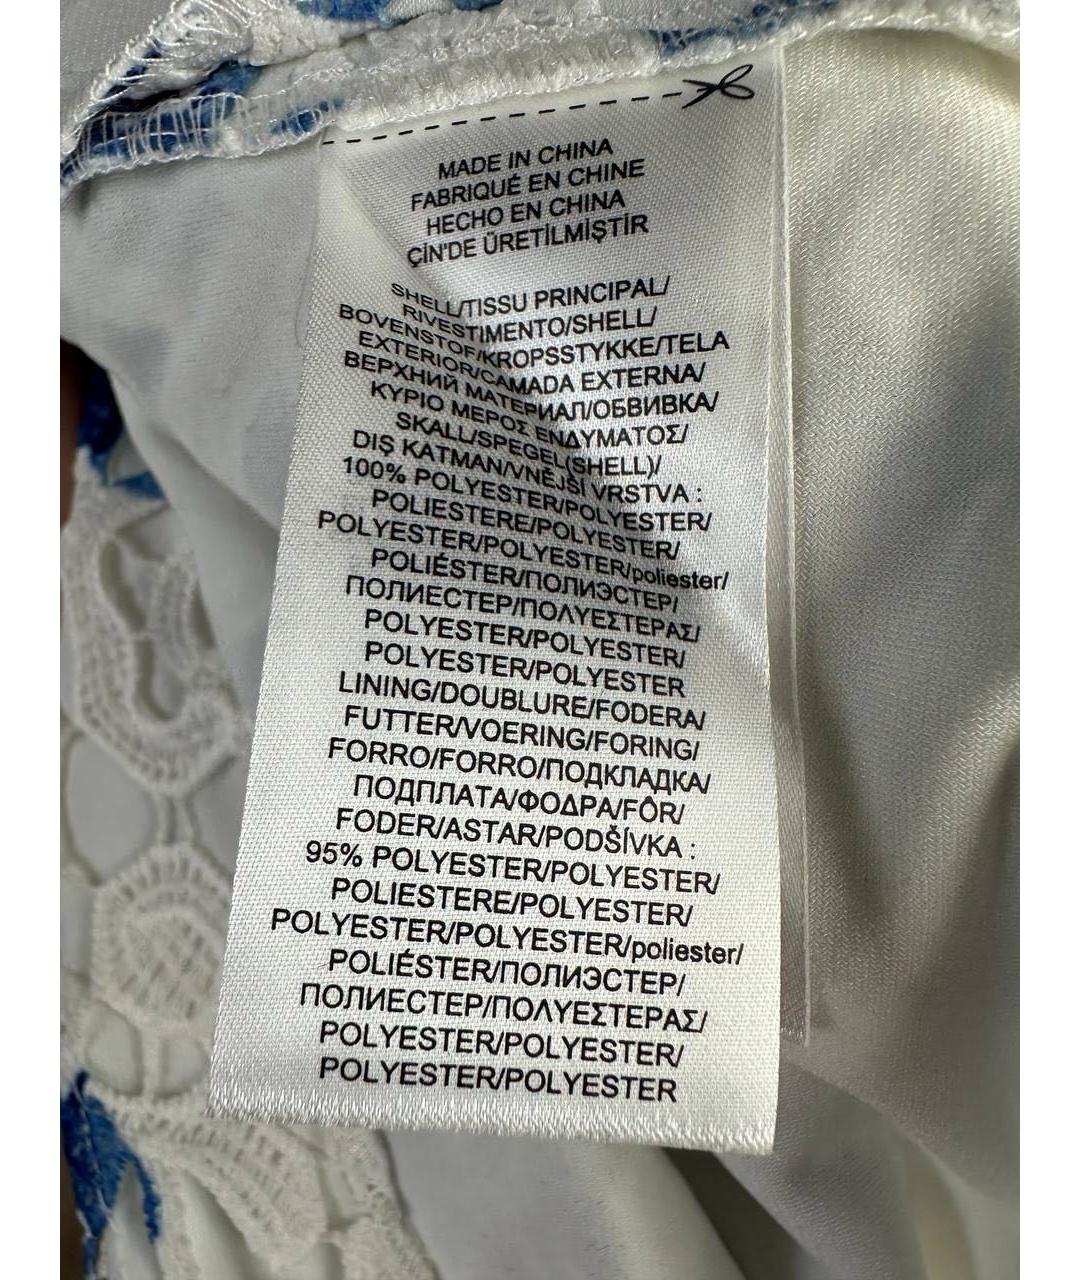 MADE IN CHINA
FABRIQUÉ EN CHINE
HECHO EN CHINA
ÇİN'DE ÜRETİLMİŞTİR
SHELL/TISSU PRINCIPAL/
RIVESTIMENTO/SHELL/
BOVENSTOF/KROPSSTYKKE/TELA
EXTERIOR/CAMADA EXTERNA/
ВЕРХНИЙ МАТЕРИАЛ/ОБВИВКА/
ΚΥΡΙΟ ΜΕΡΟΣ ΕΝΔΥΜΑΤΟΣ/
SKALL/SPEGEL(SHELL)/
DIŞ KATMAN/VNĚJŠÍ VRSTVA :
100% POLYESTER/POLYESTER/
POLIESTERE/POLYESTER/
POLYESTER/POLYESTER/poliester/
POLIÉSTER/ПОЛИЭСТЕР/
ПОЛИЕСТЕР/ΠΟΛΥΕΣΤΕΡΑΣ/
POLYESTER/POLYESTER/
POLYESTER/POLYESTER
LINING/DOUBLURE/FODERA/
FUTTER/VOERING/FORING/
FORRO/FORRO/ПОДКЛАДКА/
ПОДПЛАТА/ΦΟΔΡΑ/FÔR/
FODER/ASTAR/PODŠÍVKA :
95% POLYESTER/POLYESTER/
POLIESTERE/POLYESTER/
POLYESTER/POLYESTER/poliester/
POLIÉSTER/ПОЛИЭСТЕР/
ПОЛИЕСТЕР/ΠΟΛΥΕΣΤΕΡΑΣ/
POLYESTER/POLYESTER/
POLYESTER/POLYESTER